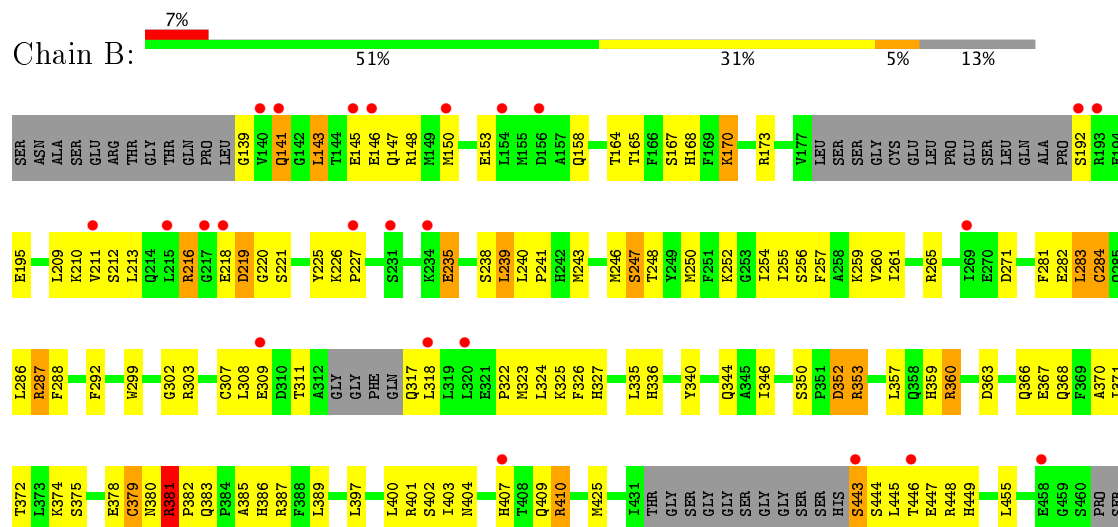 7%
Chain B:
51% 31% 5% 13%
SER ASN ALA SER GLU ARG THR GLY THR GLN PRO LEU G139 V140 Q141 G142 L143 T144 E145 E146 Q147 R148 M149 M150 E153 L154 M155 D156 A157 Q158 T164 T165 F166 S167 H168 F169 K170 R173 V177 LEU SER SER GLY CYS GLU LEU PRO GLU SER LEU GLN ALA PRO S192 R193 E194
E195 L209 K210 V211 S212 L213 Q214 L215 R216 G217 E218 D219 G220 S221 Y225 K226 P227 S231 K234 E235 S238 L239 L240 P241 H242 M243 M246 S247 T248 Y249 M250 F251 K252 G253 I254 I255 S256 F257 A258 K259 V260 I261 R265 I269 E270 D271 F281 E282 L283 C284 Q285
L286 R287 F288 F292 W299 G302 R303 C307 L308 E309 D310 T311 A312 GLY GLY PHE GLN Q317 L318 L319 L320 E321 P322 M323 L324 K325 F326 H327 L335 H336 Y340 Q344 A345 I346 S350 P351 D352 R353 L357 Q358 H359 R360 D363 Q366 E367 Q368 F369 A370 I371
T372 L373 K374 S375 E378 C379 N380 R381 P382 Q383 P384 A385 H386 R387 F388 L389 L397 L400 R401 S402 I403 N404 H407 T408 Q409 R410 M425 I431 THR GLY SER GLY SER GLY GLY SER SER HIS S443 S444 L445 T446 E447 R448 H449 L455 E458 G459 S460 PRO